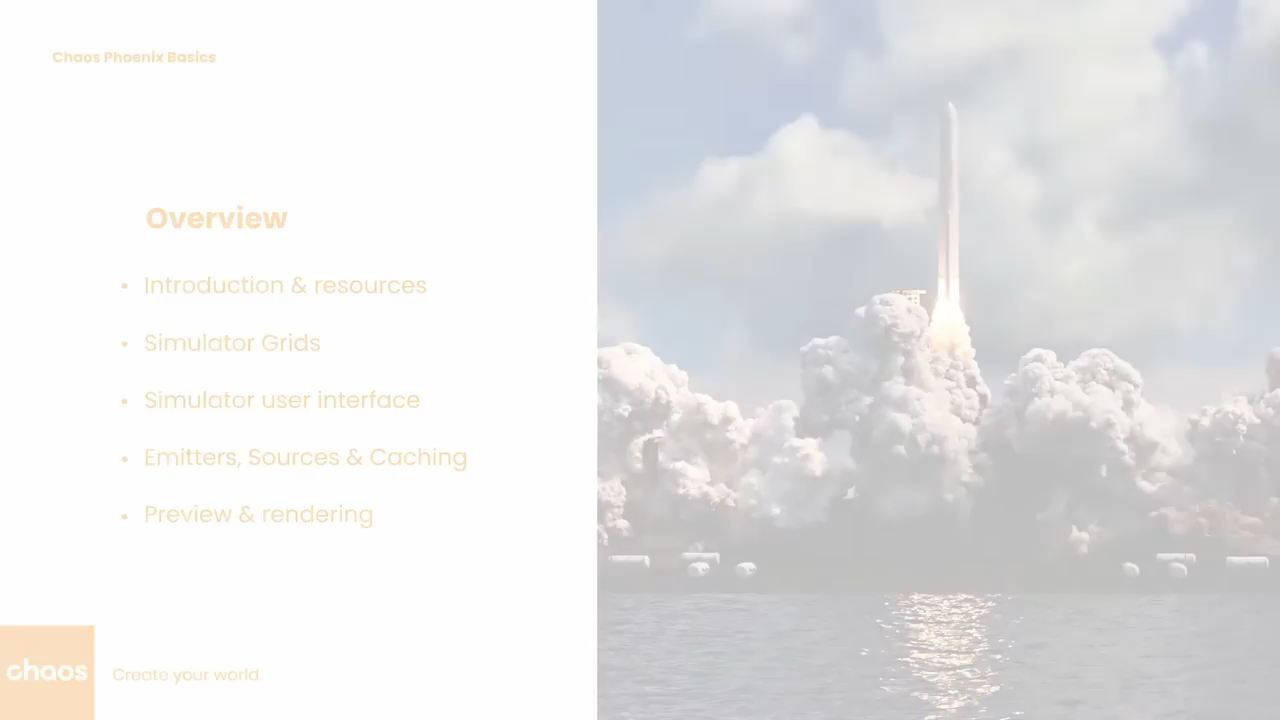 Chaos Phoenix Basics
Overview
• Introduction & resources
• Simulator Grids
• Simulator user interface
• Emitters, Sources & Caching
• Preview & rendering
chaos
Create your world.